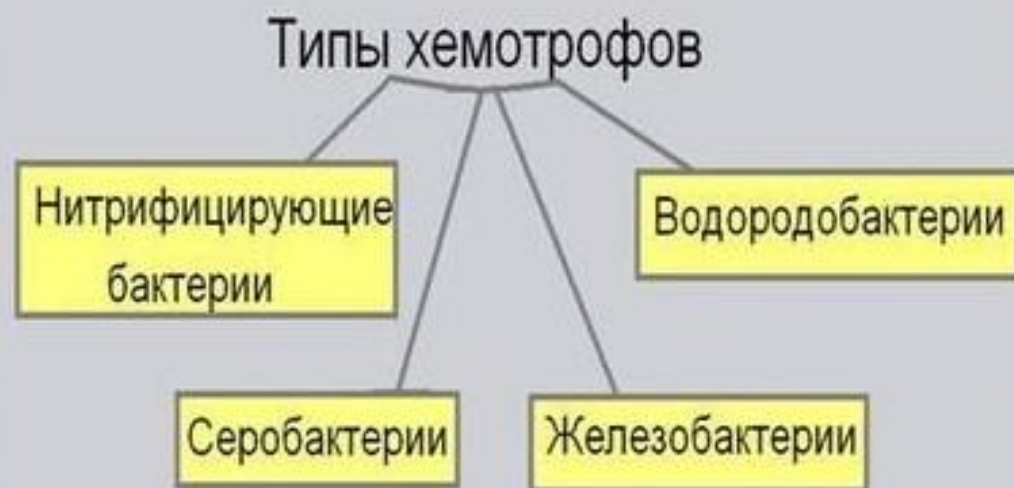 Типы хемотрофов
Нитрифицирующие
бактерии
Водородобактерии
Серобактерии
Железобактерии